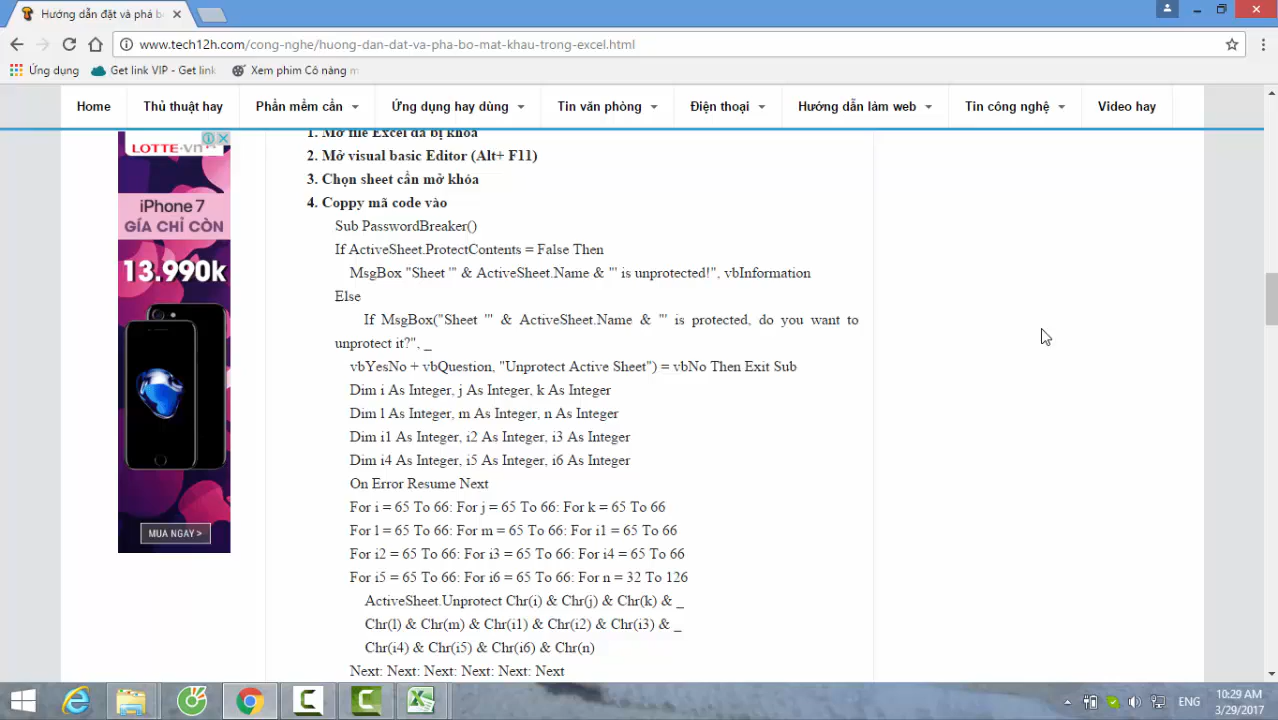 Hướng dẫn đặt và phá bỏ
www.tech12h.com/cong-nghe/huong-dan-dat-va-pha-bo-mat-khau-trong-excel.html
Ứng dụng Get link VIP - Get link Xem phim Cô nàng m
Home Thủ thuật hay Phần mềm cần Ứng dụng hay dùng Tin văn phòng Điện thoại Hướng dẫn làm web Tin công nghệ Video hay
1. Mở file Excel đã bị khóa
2. Mở visual basic Editor (Alt+ F11)
3. Chọn sheet cần mở khóa
4. Coppy mã code vào
Sub PasswordBreaker()
If ActiveSheet.ProtectContents = False Then
MsgBox "Sheet '" & ActiveSheet.Name & "' is unprotected!", vbInformation
Else
If MsgBox("Sheet '" & ActiveSheet.Name & "' is protected, do you want to
unprotect it?", _
vbYesNo + vbQuestion, "Unprotect Active Sheet") = vbNo Then Exit Sub
Dim i As Integer, j As Integer, k As Integer
Dim l As Integer, m As Integer, n As Integer
Dim i1 As Integer, i2 As Integer, i3 As Integer
Dim i4 As Integer, i5 As Integer, i6 As Integer
On Error Resume Next
For i = 65 To 66: For j = 65 To 66: For k = 65 To 66
For l = 65 To 66: For m = 65 To 66: For i1 = 65 To 66
For i2 = 65 To 66: For i3 = 65 To 66: For i4 = 65 To 66
For i5 = 65 To 66: For i6 = 65 To 66: For n = 32 To 126
ActiveSheet.Unprotect Chr(i) & Chr(j) & Chr(k) & _
Chr(l) & Chr(m) & Chr(i1) & Chr(i2) & Chr(i3) & _
Chr(i4) & Chr(i5) & Chr(i6) & Chr(n)
Next: Next: Next: Next: Next: Next
LOTTE.VN
iPhone 7
GIÁ CHỈ CÒN
13.990k
MUA NGAY >
ENG
10:29 AM
3/29/2017